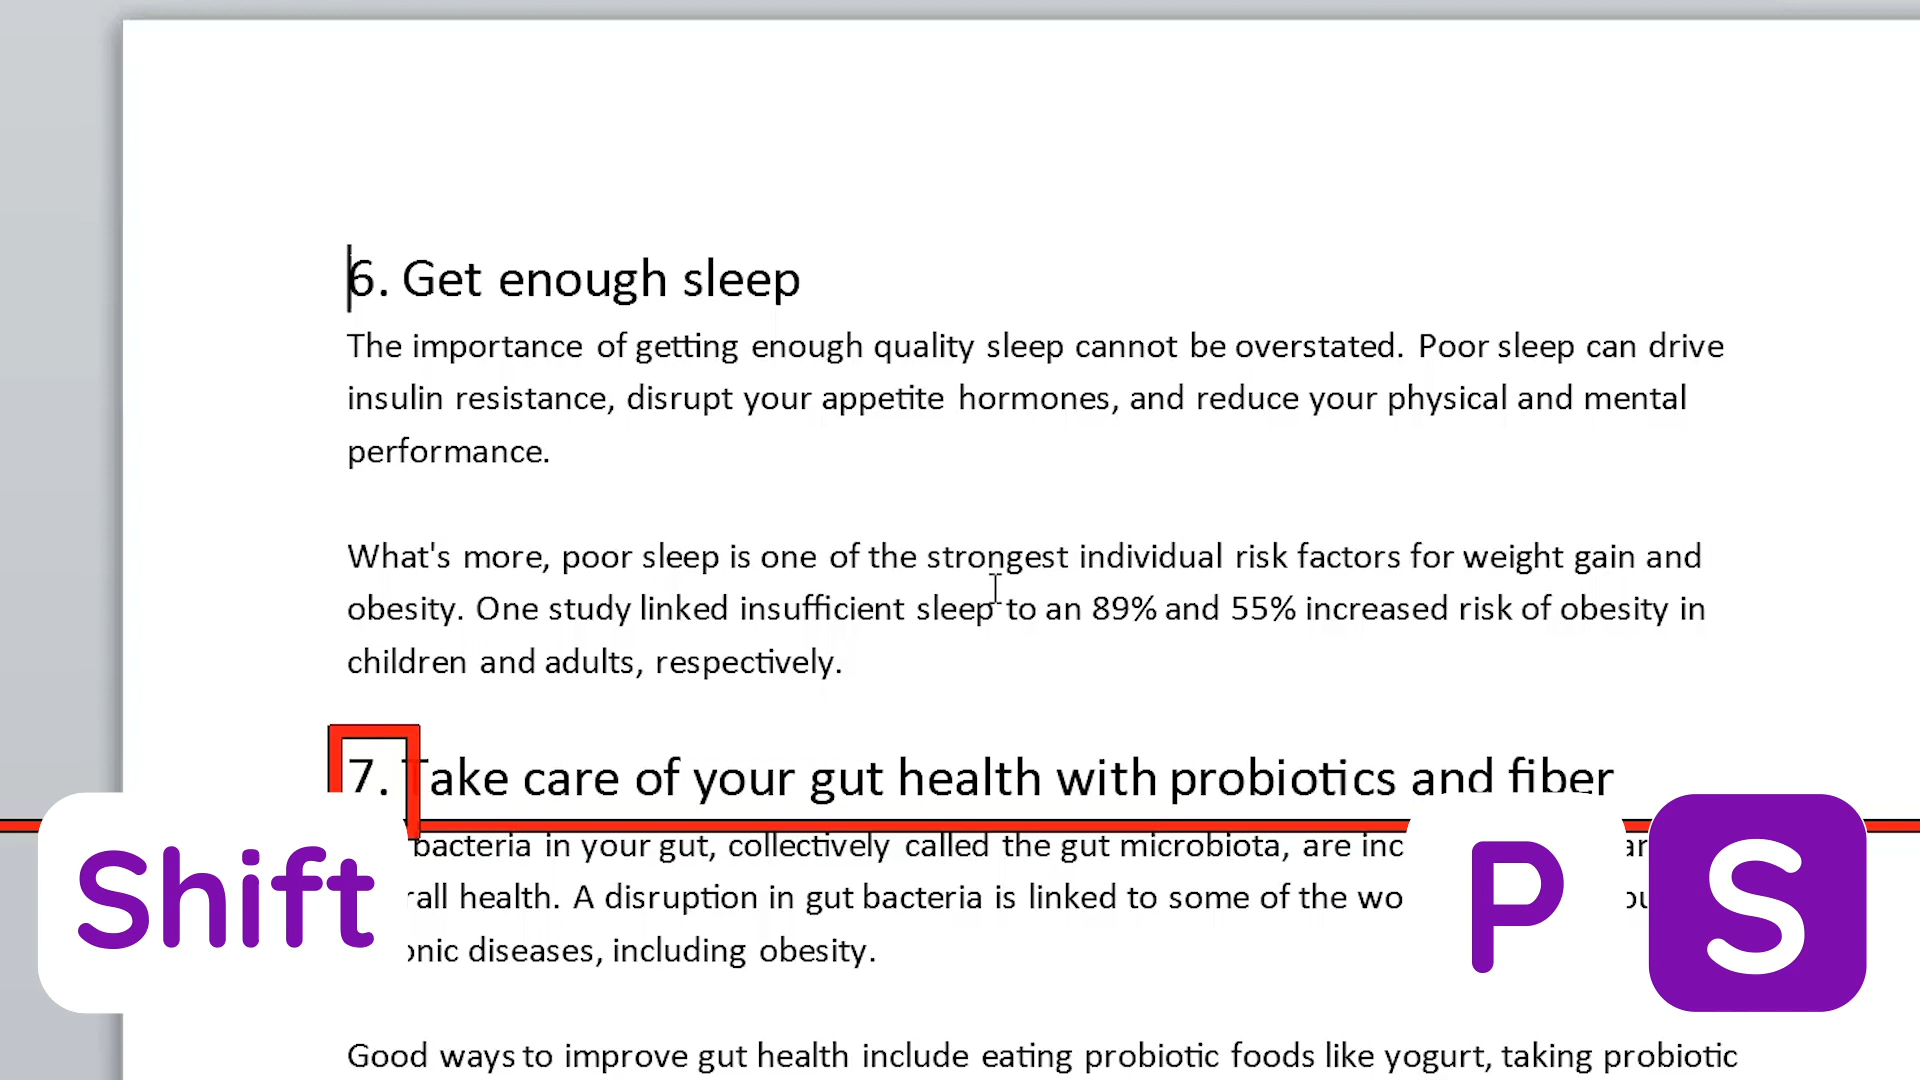 6. Get enough sleep
The importance of getting enough quality sleep cannot be overstated. Poor sleep can drive
insulin resistance, disrupt your appetite hormones, and reduce your physical and mental
performance.
What's more, poor sleep is one of the strongest individual risk factors for weight gain and
obesity. One study linked insufficient sleep to an 89% and 55% increased risk of obesity in
children and adults, respectively.
7. Take care of your gut health with probiotics and fiber
bacteria in your gut, collectively called the gut microbiota, are
health. A disruption in gut bacteria is linked to some of the
diseases, including obesity.
Shift
P
S
Good ways to improve gut health include eating probiotic foods like yogurt, taking probiotic